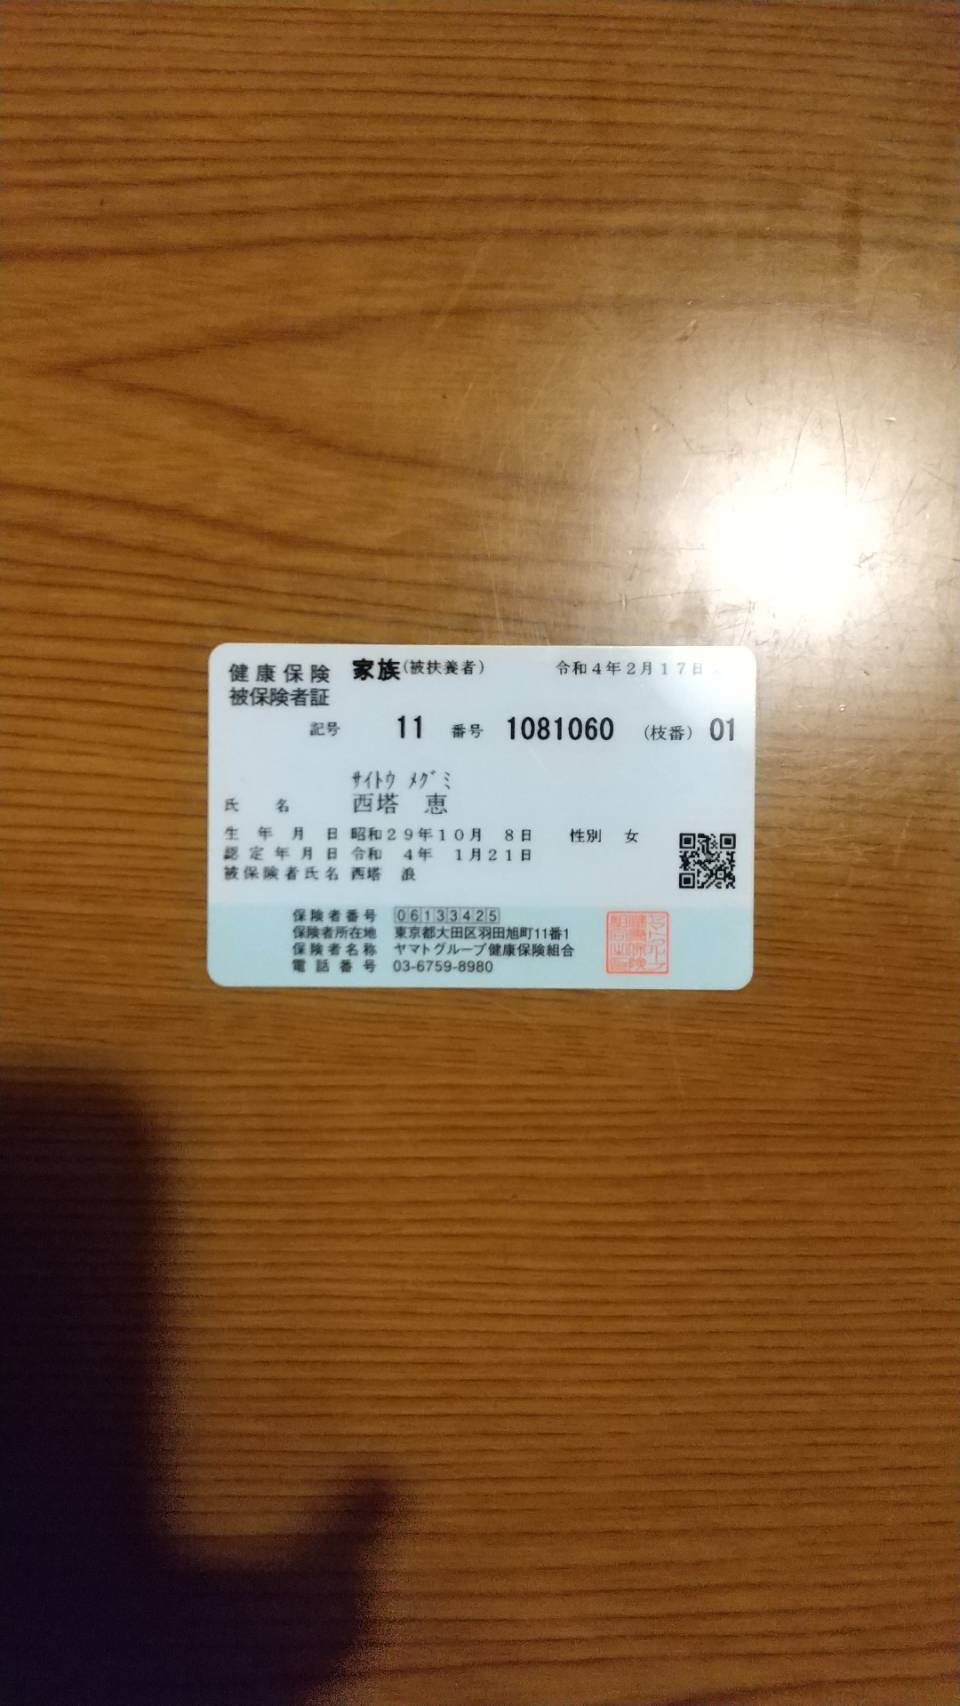 健康保険 家族(被扶養者) 令和4年2月17日
被保険者証
記号 11 番号 1081060 (枝番) 01
サイトウ メグミ
氏名 西塔 恵
生年月日 昭和29年10月 8日 性別 女
認定年月日 令和 4年 1月21日
被保険者氏名 西塔 浪
保険者番号 06133425
保険者所在地 東京都大田区羽田旭町11番1
保険者名称 ヤマトグループ健康保険組合
電話番号 03-6759-8980